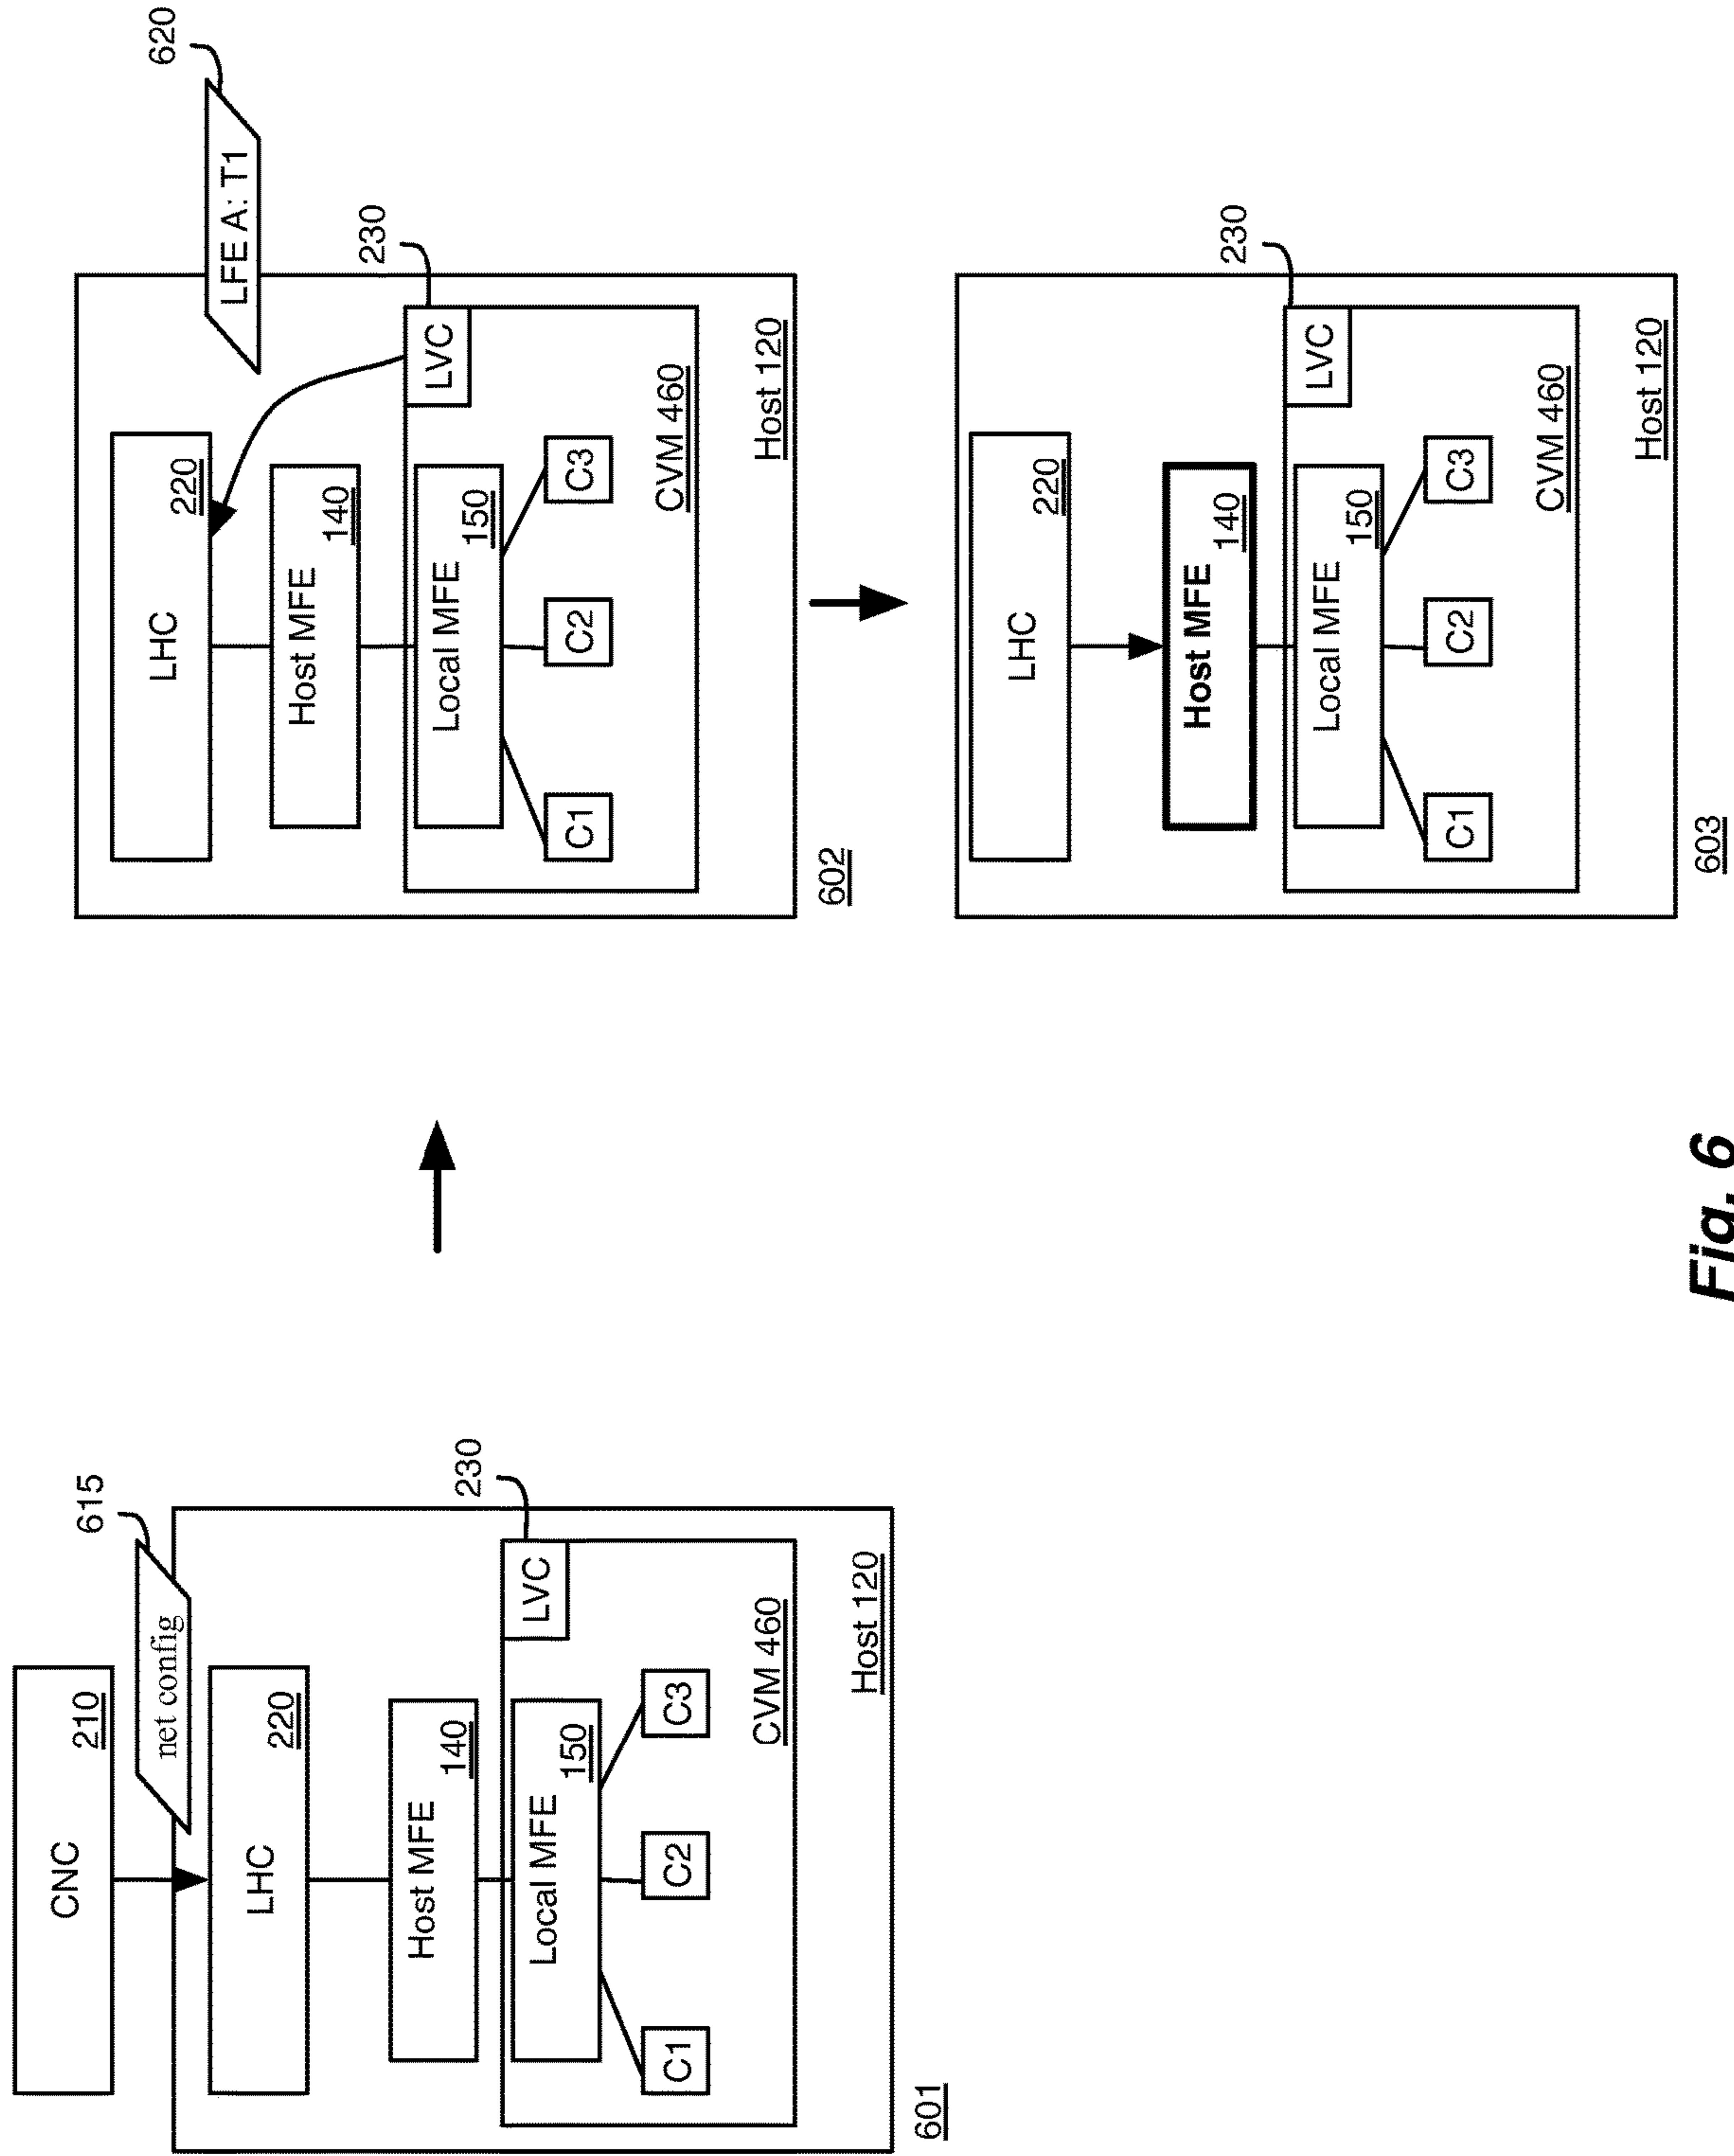 CNC
210
615
net config
LHC
220
Host MFE
140
230
LVC
Local MFE
150
C1
C2
C3
CVM 460
Host 120
601
620
LFE A: T1
LHC
220
Host MFE
140
230
LVC
Local MFE
150
C1
C2
C3
CVM 460
Host 120
602
LHC
220
Host MFE
140
230
LVC
Local MFE
150
C1
C2
C3
CVM 460
Host 120
603
Fig. 6